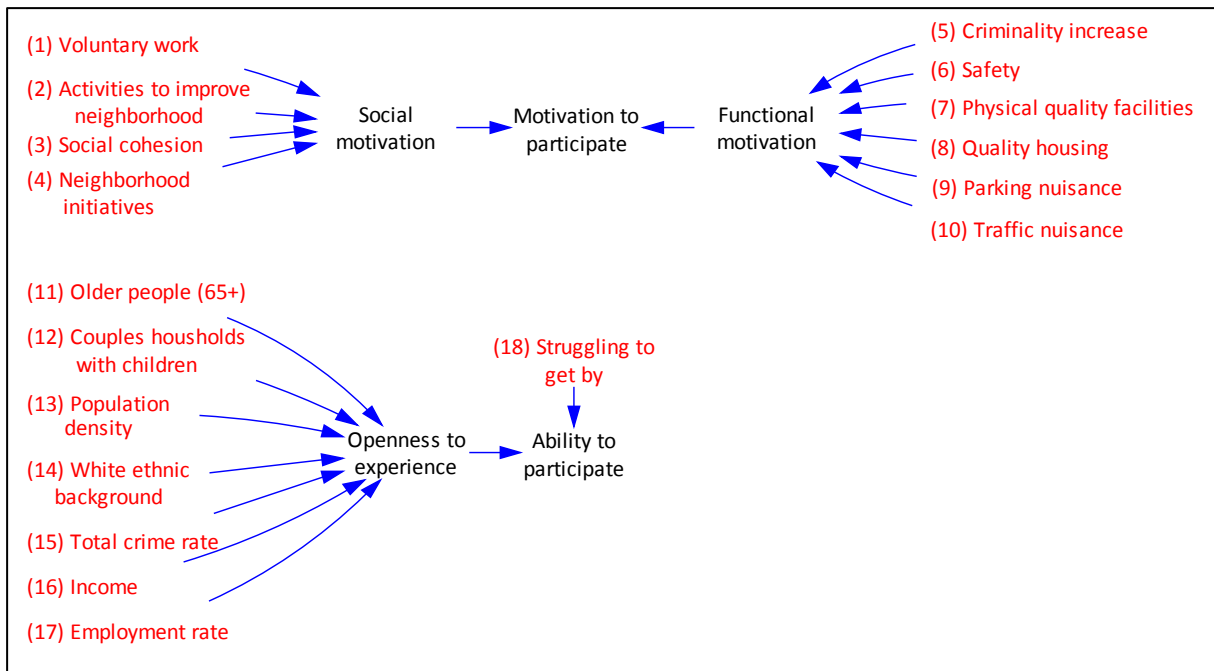 (1) Voluntary work
(2) Activities to improve
neighborhood
(3) Social cohesion
(4) Neighborhood
initiatives
Social
motivation
Motivation to
participate
Functional
motivation
(5) Criminality increase
(6) Safety
(7) Physical quality facilities
(8) Quality housing
(9) Parking nuisance
(10) Traffic nuisance
(11) Older people (65+)
(12) Couples housholds
with children
(13) Population
density
(14) White ethnic
background
(15) Total crime rate
(16) Income
(17) Employment rate
Openness to
experience
(18) Struggling to
get by
Ability to
participate